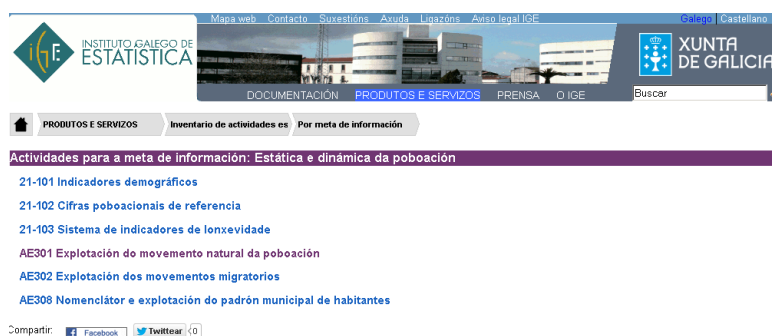 Mapa web Contacto Suxestións Axuda Ligazóns Aviso legal IGE Galego | Castellano
iGE INSTITUTO GALEGO DE ESTATÍSTICA
XUNTA DE GALICIA
DOCUMENTACIÓN PRODUTOS E SERVIZOS PRENSA O IGE Buscar
PRODUTOS E SERVIZOS Inventario de actividades es Por meta de información
Actividades para a meta de información: Estática e dinámica da poboación
21-101 Indicadores demográficos
21-102 Cifras poboacionais de referencia
21-103 Sistema de indicadores de lonxevidade
AE301 Explotación do movemento natural da poboación
AE302 Explotación dos movementos migratorios
AE308 Nomenclátor e explotación do padrón municipal de habitantes
Compartir: Facebook Twittear 0